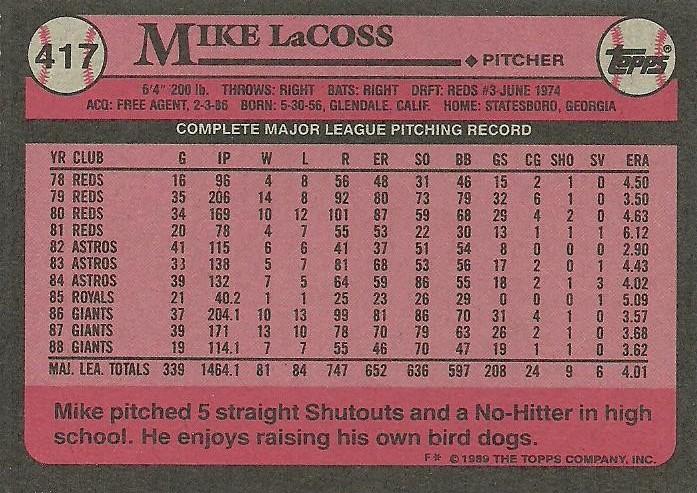 417 MIKE LaCOSS
PITCHER Topps®
6'4" 200 lb. THROWS: RIGHT BATS: RIGHT DRFT: REDS #3-JUNE 1974
ACQ: FREE AGENT, 2-3-86 BORN: 5-30-56, GLENDALE, CALIF. HOME: STATESBORO, GEORGIA
COMPLETE MAJOR LEAGUE PITCHING RECORD
YR CLUB G IP W L R ER SO BB GS CG SHO SV ERA
78 REDS 16 96 4 8 56 48 31 46 15 2 1 0 4.50
79 REDS 35 206 14 8 92 80 73 79 32 6 1 0 3.50
80 REDS 34 169 10 12 101 87 59 68 29 4 2 0 4.63
81 REDS 20 78 4 7 55 53 22 30 13 1 1 1 6.12
82 ASTROS 41 115 6 6 41 37 51 54 8 0 0 0 2.90
83 ASTROS 33 138 5 7 81 68 53 56 17 2 0 1 4.43
84 ASTROS 39 132 7 5 64 59 86 55 18 2 1 3 4.02
85 ROYALS 21 40.2 1 1 25 23 26 29 0 0 0 1 5.09
86 GIANTS 37 204.1 10 13 99 81 86 70 31 4 1 0 3.57
87 GIANTS 39 171 13 10 78 70 79 63 26 2 1 0 3.68
88 GIANTS 19 114.1 7 7 55 46 70 47 19 1 1 0 3.62
MAJ. LEA. TOTALS 339 1464.1 81 84 747 652 636 597 208 24 9 6 4.01
Mike pitched 5 straight Shutouts and a No-Hitter in high
school. He enjoys raising his own bird dogs.
F* © 1989 THE TOPPS COMPANY, INC.